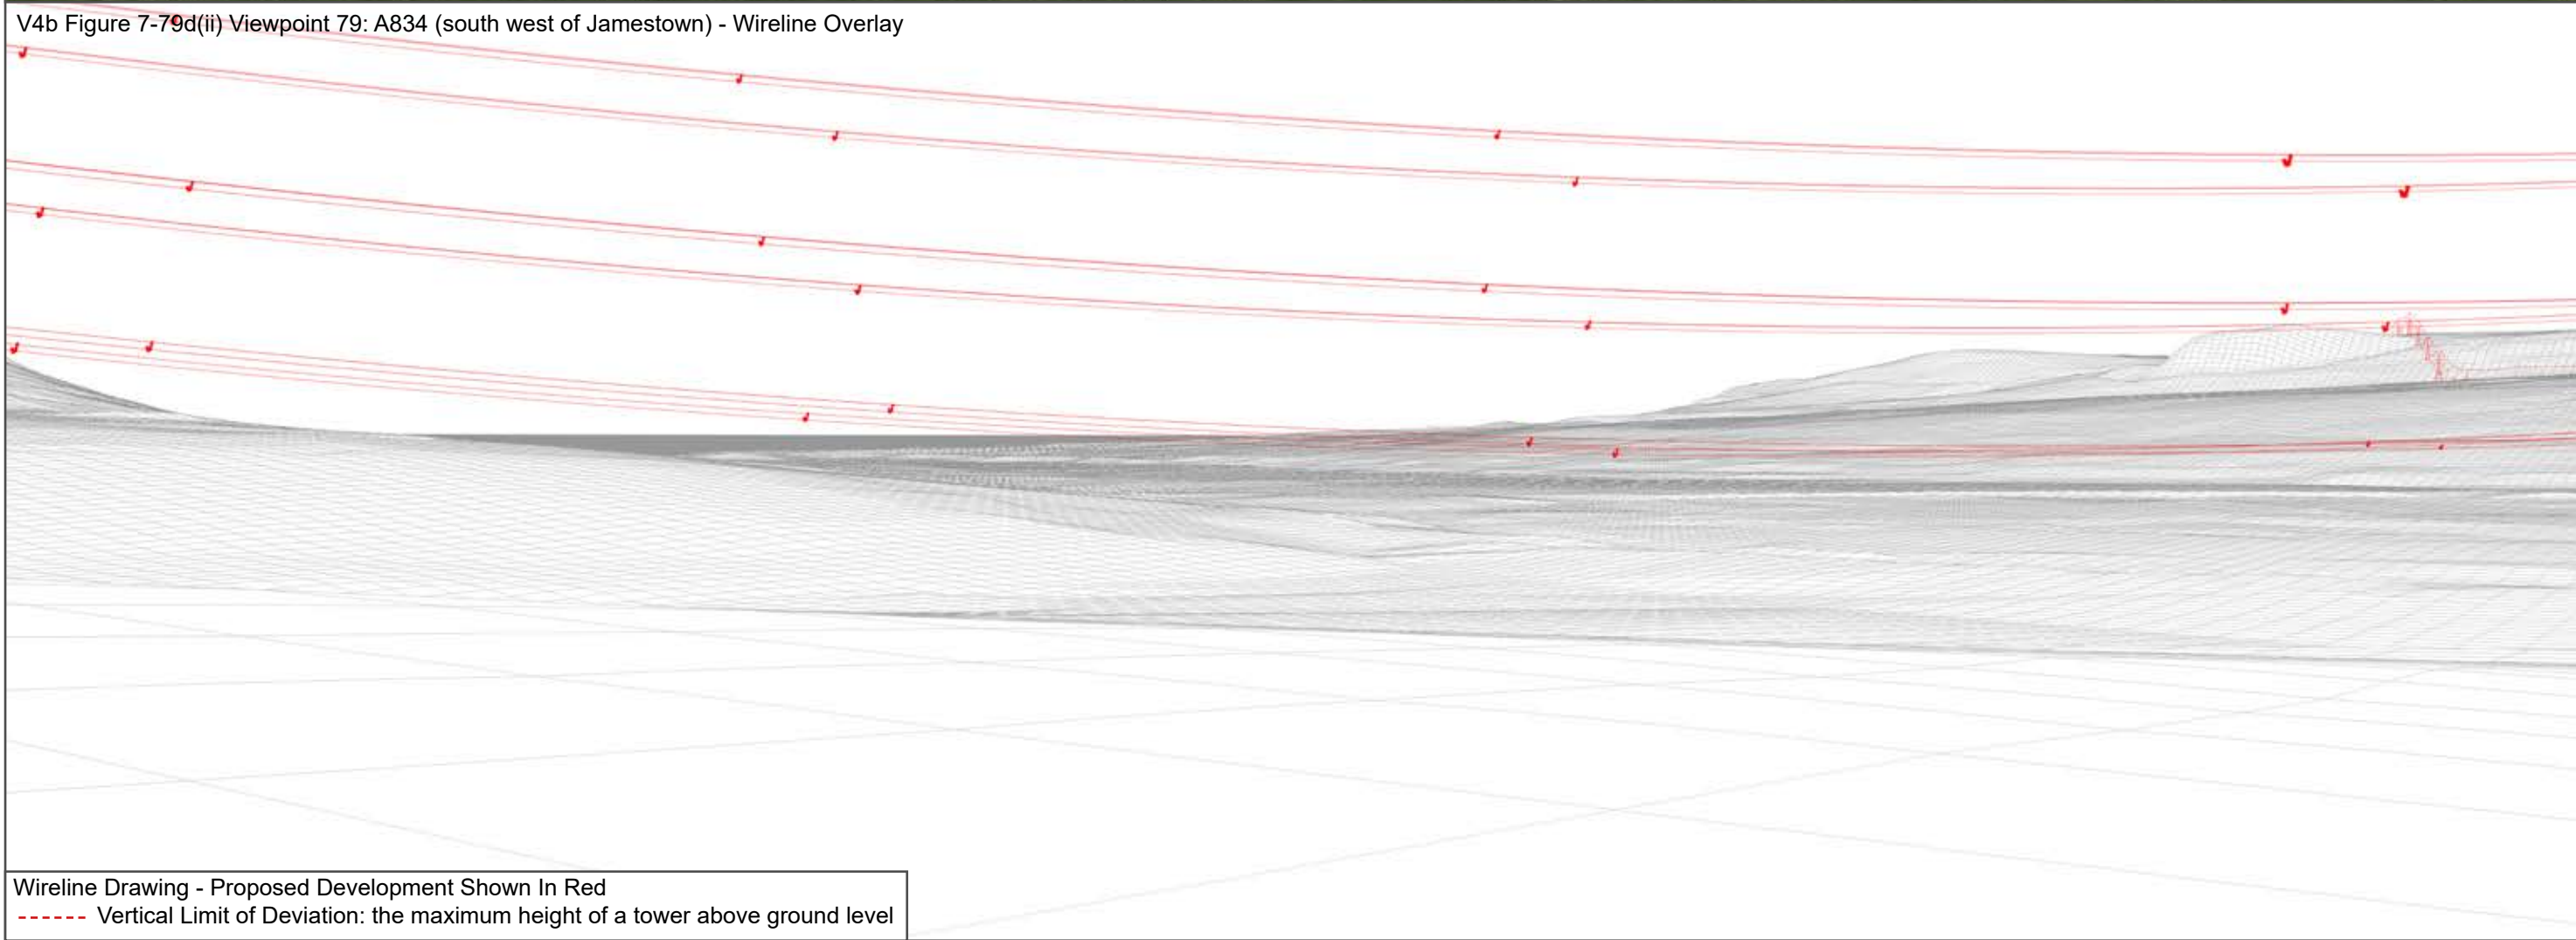 V4b Figure 7-79d(ii) Viewpoint 79: A834 (south west of Jamestown) - Wireline Overlay
Wireline Drawing - Proposed Development Shown In Red
Vertical Limit of Deviation: the maximum height of a tower above ground level